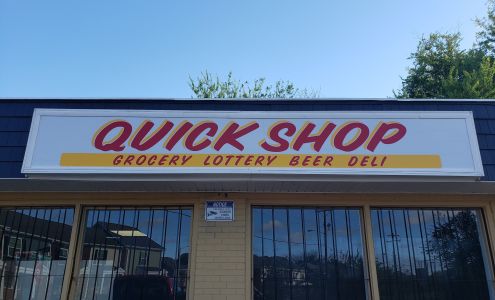 QUICK SHOP
GROCERY LOTTERY BEER DELI